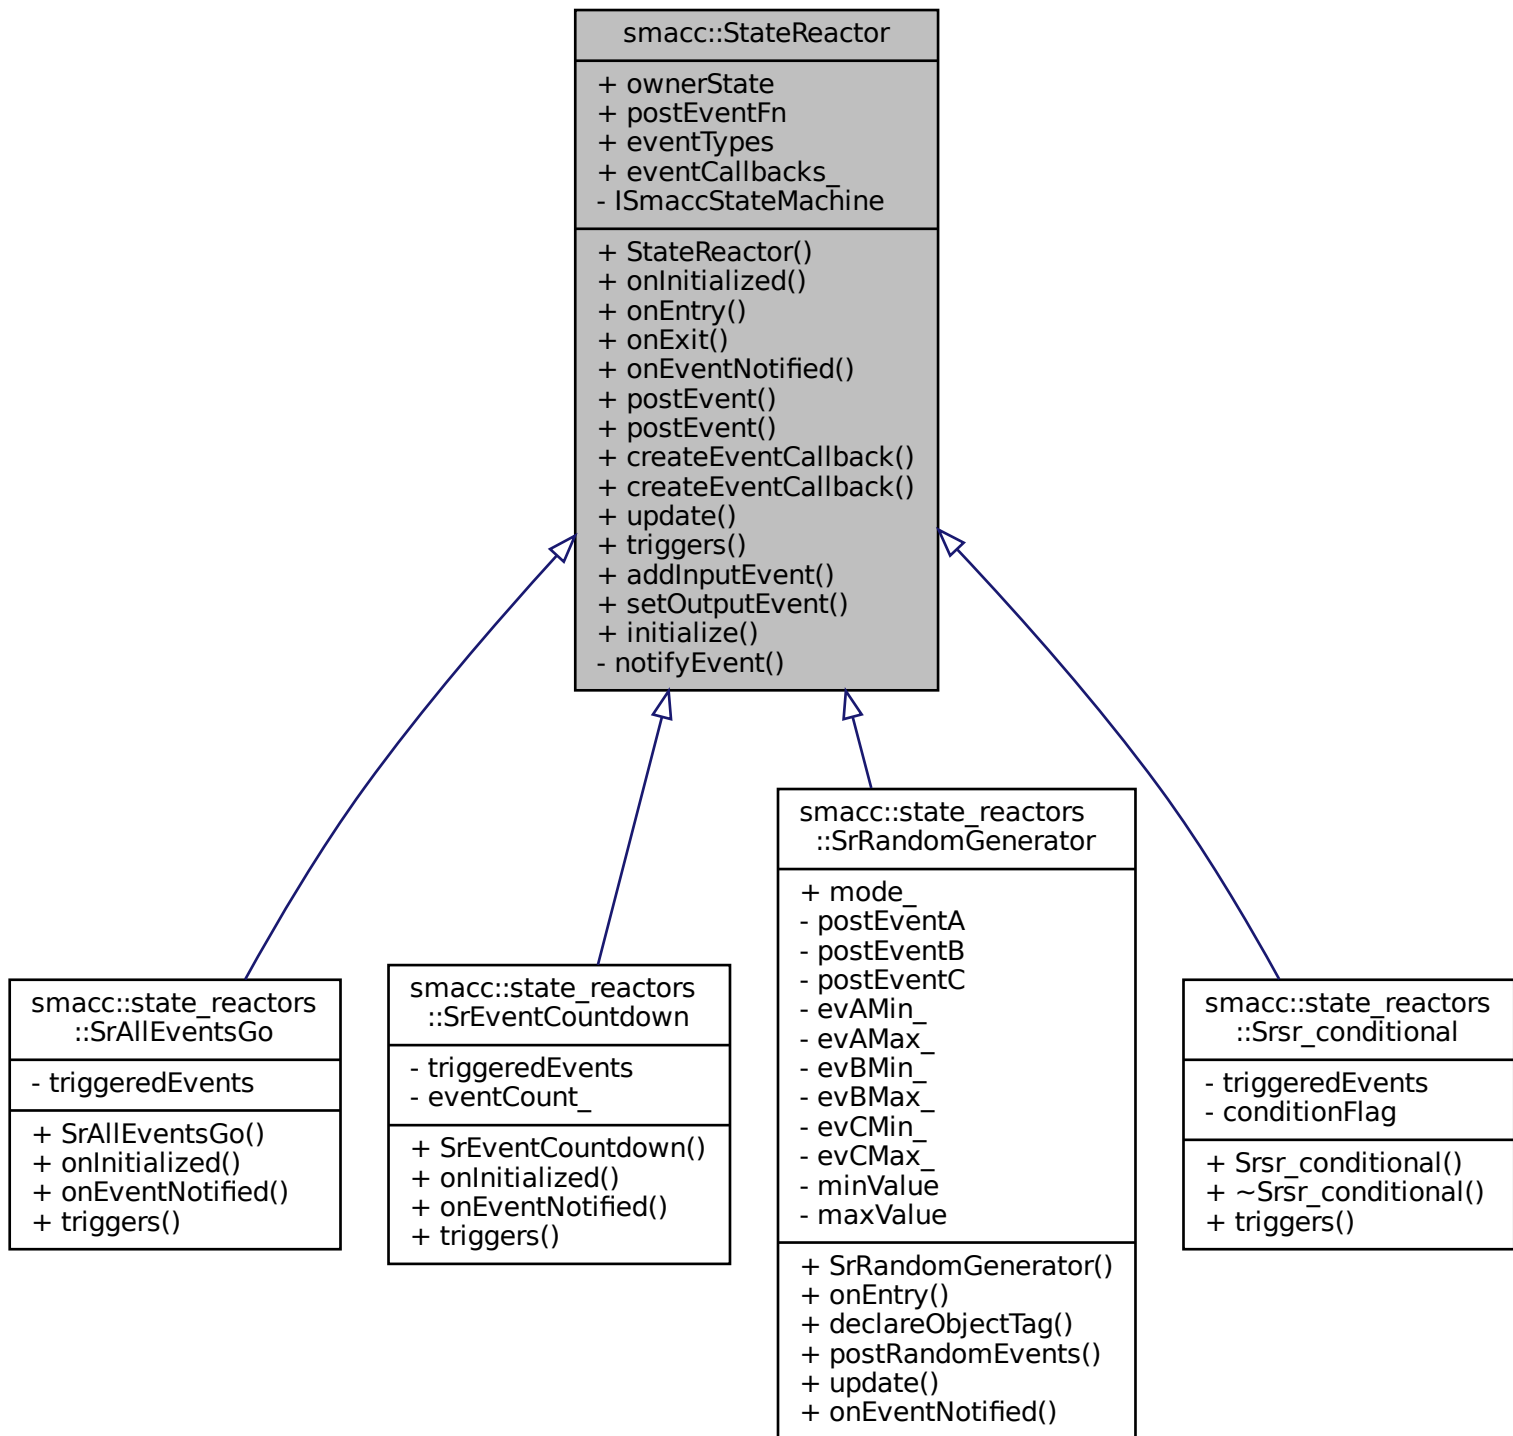 smacc::StateReactor
+ ownerState
+ postEventFn
+ eventTypes
+ eventCallbacks_
- ISmaccStateMachine
+ StateReactor()
+ onInitialized()
+ onEntry()
+ onExit()
+ onEventNotified()
+ postEvent()
+ postEvent()
+ createEventCallback()
+ createEventCallback()
+ update()
+ triggers()
+ addInputEvent()
+ setOutputEvent()
+ initialize()
- notifyEvent()
smacc::state_reactors
::SrAllEventsGo
- triggeredEvents
+ SrAllEventsGo()
+ onInitialized()
+ onEventNotified()
+ triggers()
smacc::state_reactors
::SrEventCountdown
- triggeredEvents
- eventCount_
+ SrEventCountdown()
+ onInitialized()
+ onEventNotified()
+ triggers()
smacc::state_reactors
::SrRandomGenerator
+ mode_
- postEventA
- postEventB
- postEventC
- evAMin_
- evAMax_
- evBMin_
- evBMax_
- evCMin_
- evCMax_
- minValue
- maxValue
+ SrRandomGenerator()
+ onEntry()
+ declareObjectTag()
+ postRandomEvents()
+ update()
+ onEventNotified()
smacc::state_reactors
::Srsr_conditional
- triggeredEvents
- conditionFlag
+ Srsr_conditional()
+ ~Srsr_conditional()
+ triggers()